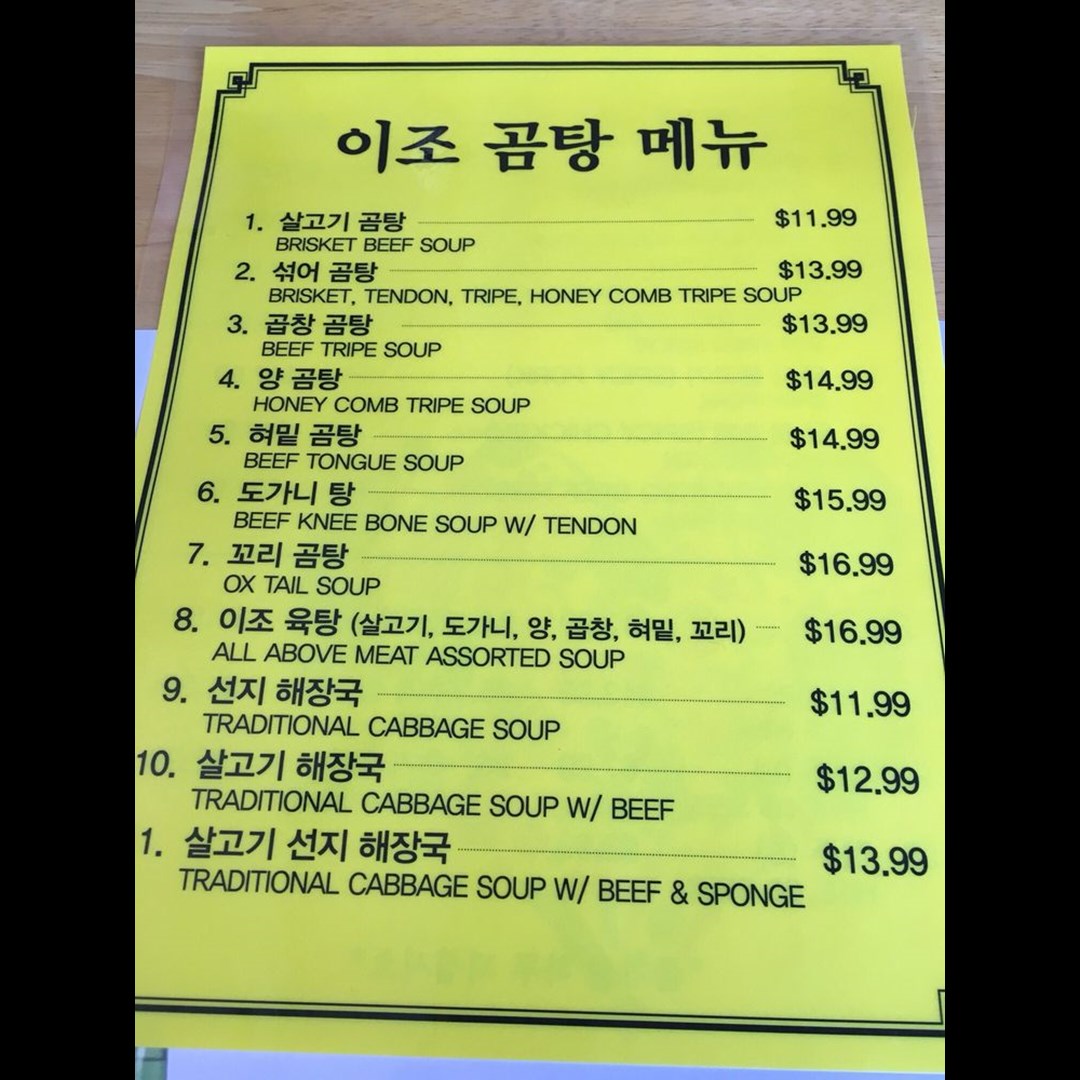 이조 곰탕 메뉴
1. 살고기 곰탕 $11.99
BRISKET BEEF SOUP
2. 섞어 곰탕 $13.99
BRISKET, TENDON, TRIPE, HONEY COMB TRIPE SOUP
3. 곱창 곰탕 $13.99
BEEF TRIPE SOUP
4. 양 곰탕 $14.99
HONEY COMB TRIPE SOUP
5. 혀밑 곰탕 $14.99
BEEF TONGUE SOUP
6. 도가니 탕 $15.99
BEEF KNEE BONE SOUP W/ TENDON
7. 꼬리 곰탕 $16.99
OX TAIL SOUP
8. 이조 육탕 (살고기, 도가니, 양, 곱창, 혀밑, 꼬리) $16.99
ALL ABOVE MEAT ASSORTED SOUP
9. 선지 해장국 $11.99
TRADITIONAL CABBAGE SOUP
10. 살고기 해장국 $12.99
TRADITIONAL CABBAGE SOUP W/ BEEF
1. 살고기 선지 해장국 $13.99
TRADITIONAL CABBAGE SOUP W/ BEEF & SPONGE